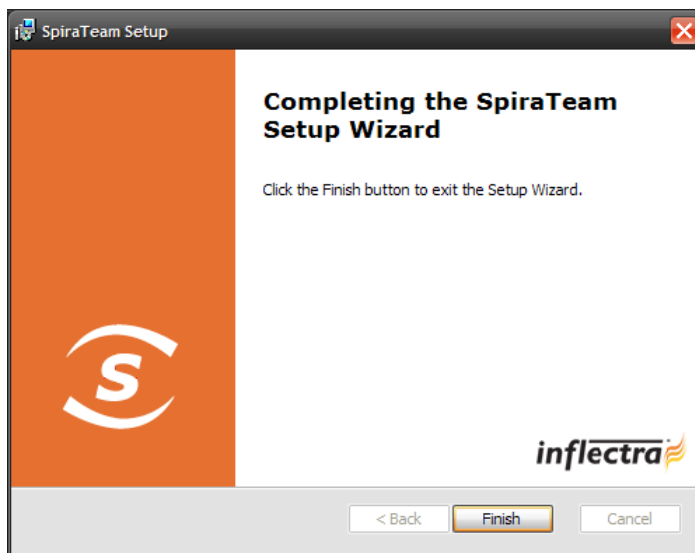 SpiraTeam Setup
Completing the SpiraTeam
Setup Wizard
Click the Finish button to exit the Setup Wizard.
S
inflectra
< Back
Finish
Cancel